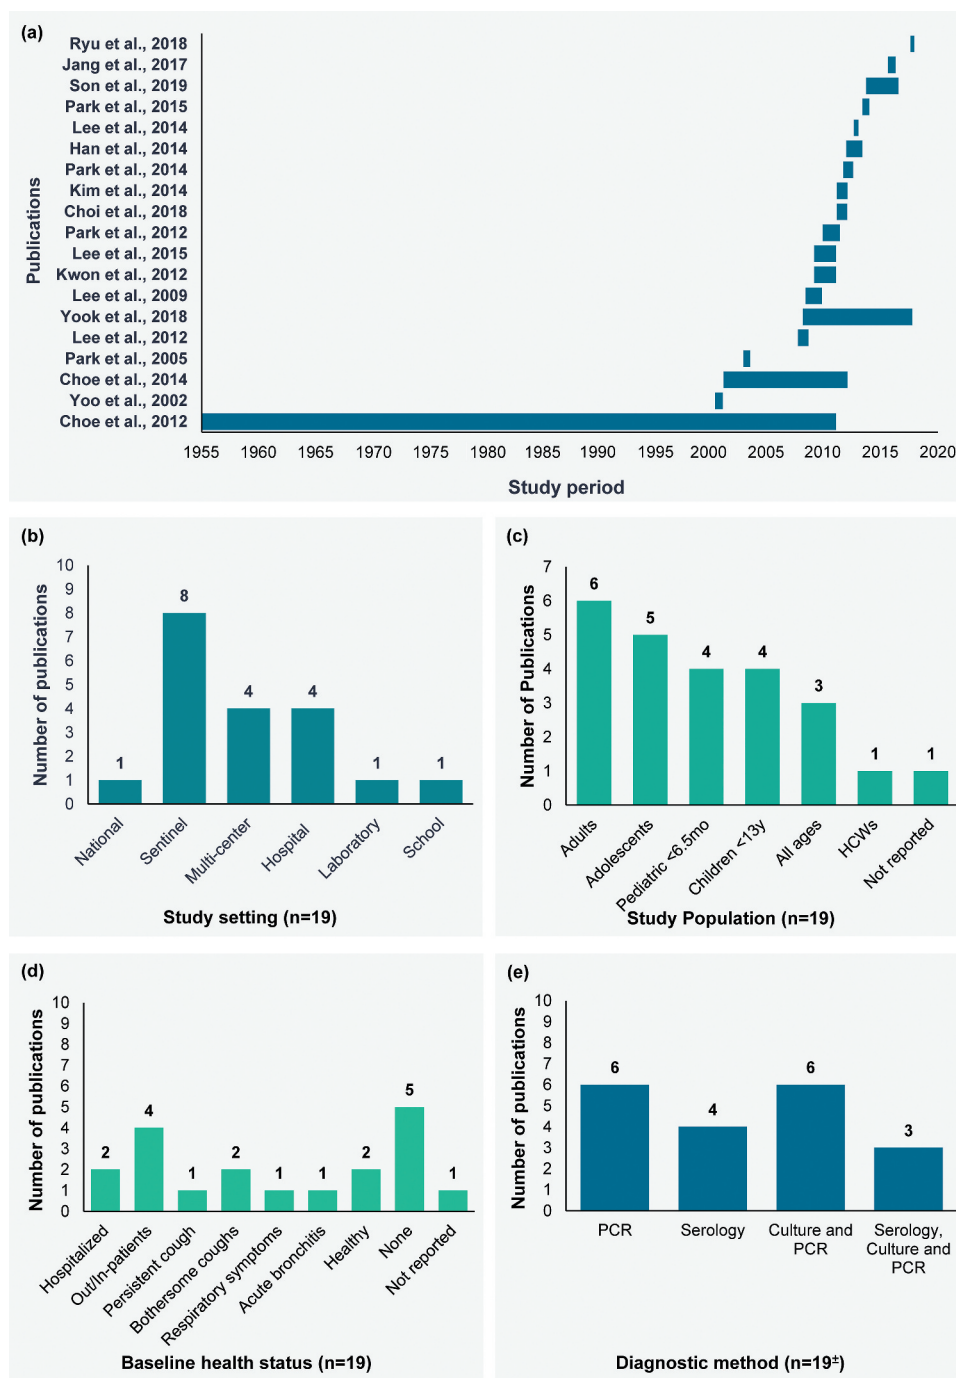 (a)
Publications
Ryu et al., 2018
Jang et al., 2017
Son et al., 2019
Park et al., 2015
Lee et al., 2014
Han et al., 2014
Park et al., 2014
Kim et al., 2014
Choi et al., 2018
Park et al., 2012
Lee et al., 2015
Kwon et al., 2012
Lee et al., 2009
Yook et al., 2018
Lee et al., 2012
Park et al., 2005
Choe et al., 2014
Yoo et al., 2002
Choe et al., 2012
1955 1960 1965 1970 1975 1980 1985 1990 1995 2000 2005 2010 2015 2020
Study period
(b)
Number of publications
10
9
8
7
6
5
4
3
2
1
0
1 8 4 4 1 1
National Sentinel Multi-center Hospital Laboratory School
Study setting (n=19)
(c)
Number of Publications
7
6
5
4
3
2
1
0
6 5 4 4 3 1 1
Adults Adolescents Pediatric <6.5mo Children <13y All ages HCWs Not reported
Study Population (n=19)
(d)
Number of publications
10
9
8
7
6
5
4
3
2
1
0
2 4 1 2 1 1 2 5 1
Hospitalized Out/In-patients Persistent cough Bothersome coughs Respiratory symptoms Acute bronchitis Healthy None Not reported
Baseline health status (n=19)
(e)
Number of publications
10
9
8
7
6
5
4
3
2
1
0
6 4 6 3
PCR
Serology
Culture and
PCR
Serology,
Culture and
PCR
Diagnostic method (n=19±)